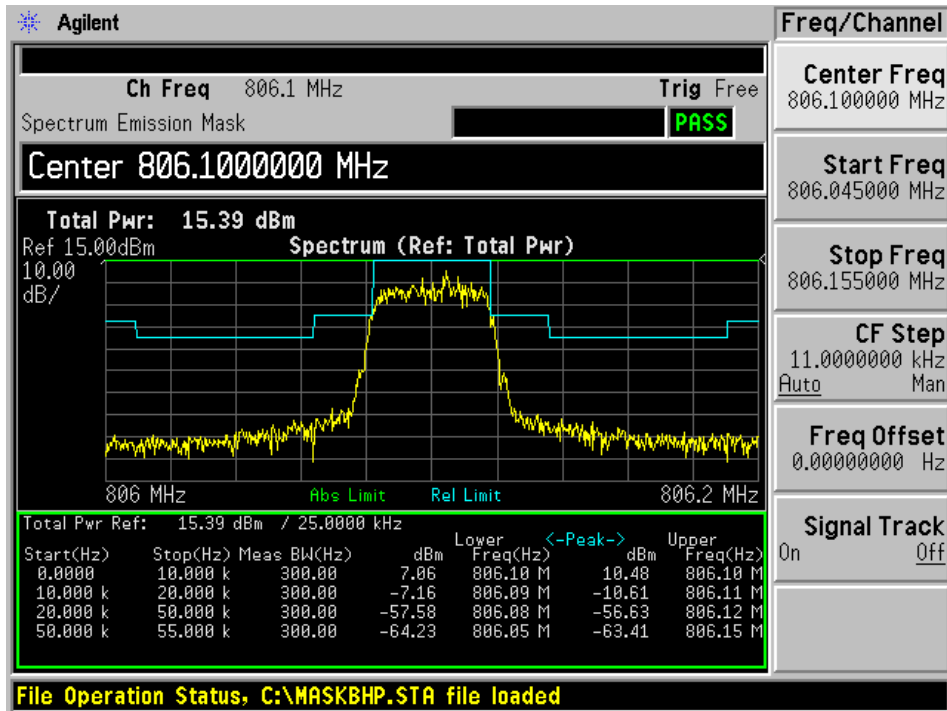 Agilent
Freq/Channel
Ch Freq 806.1 MHz Trig Free
Spectrum Emission Mask PASS
Center 806.1000000 MHz
Total Pwr: 15.39 dBm
Ref 15.00dBm Spectrum (Ref: Total Pwr)
10.00
dB/
806 MHz Abs Limit Rel Limit 806.2 MHz
Total Pwr Ref: 15.39 dBm / 25.0000 kHz
Lower <-Peak-> Upper
Start(Hz) Stop(Hz) Meas BW(Hz) dBm Freq(Hz) dBm Freq(Hz)
0.0000 10.000 k 300.00 7.06 806.10 M 10.48 806.10 M
10.000 k 20.000 k 300.00 -7.16 806.09 M -10.61 806.11 M
20.000 k 50.000 k 300.00 -57.58 806.08 M -56.63 806.12 M
50.000 k 55.000 k 300.00 -64.23 806.05 M -63.41 806.15 M
Center Freq
806.100000 MHz
Start Freq
806.045000 MHz
Stop Freq
806.155000 MHz
CF Step
11.0000000 kHz
Auto Man
Freq Offset
0.00000000 Hz
Signal Track
On Off
File Operation Status, C:\MASKBHP.STA file loaded